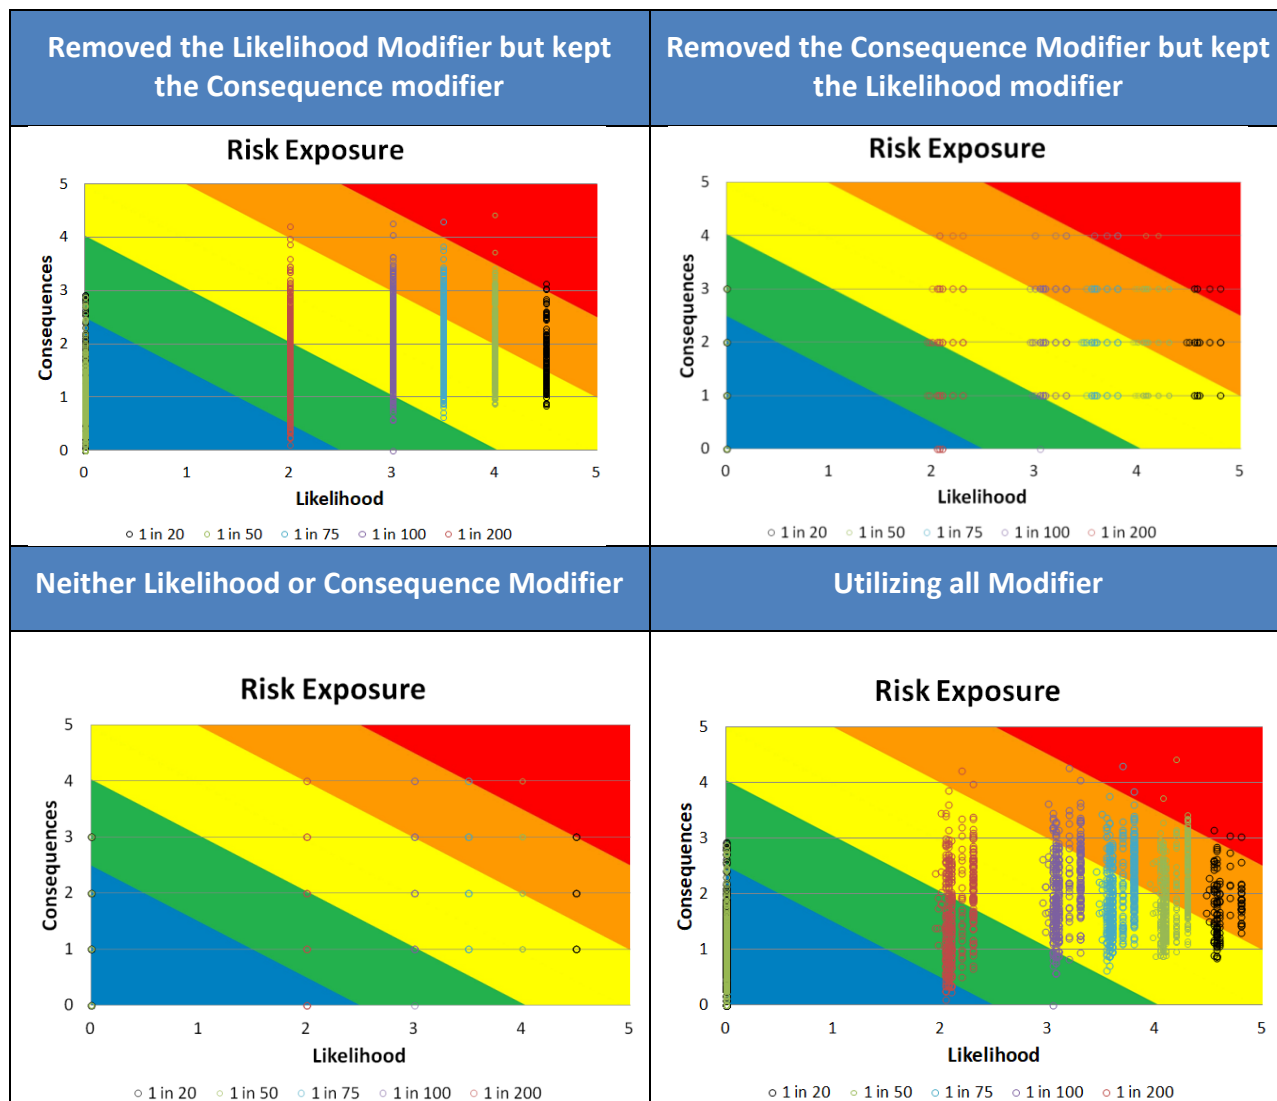 Removed the Likelihood Modifier but kept
the Consequence modifier
Removed the Consequence Modifier but kept
the Likelihood modifier
Risk Exposure
5
4
3
2
1
0
Consequences
0 1 2 3 4 5
Likelihood
1 in 20 1 in 50 1 in 75 1 in 100 1 in 200
Risk Exposure
5
4
3
2
1
0
Consequences
0 1 2 3 4 5
Likelihood
1 in 20 1 in 50 1 in 75 1 in 100 1 in 200
Neither Likelihood or Consequence Modifier
Utilizing all Modifier
Risk Exposure
5
4
3
2
1
0
Consequences
0 1 2 3 4 5
Likelihood
1 in 20 1 in 50 1 in 75 1 in 100 1 in 200
Risk Exposure
5
4
3
2
1
0
Consequences
0 1 2 3 4 5
Likelihood
1 in 20 1 in 50 1 in 75 1 in 100 1 in 200